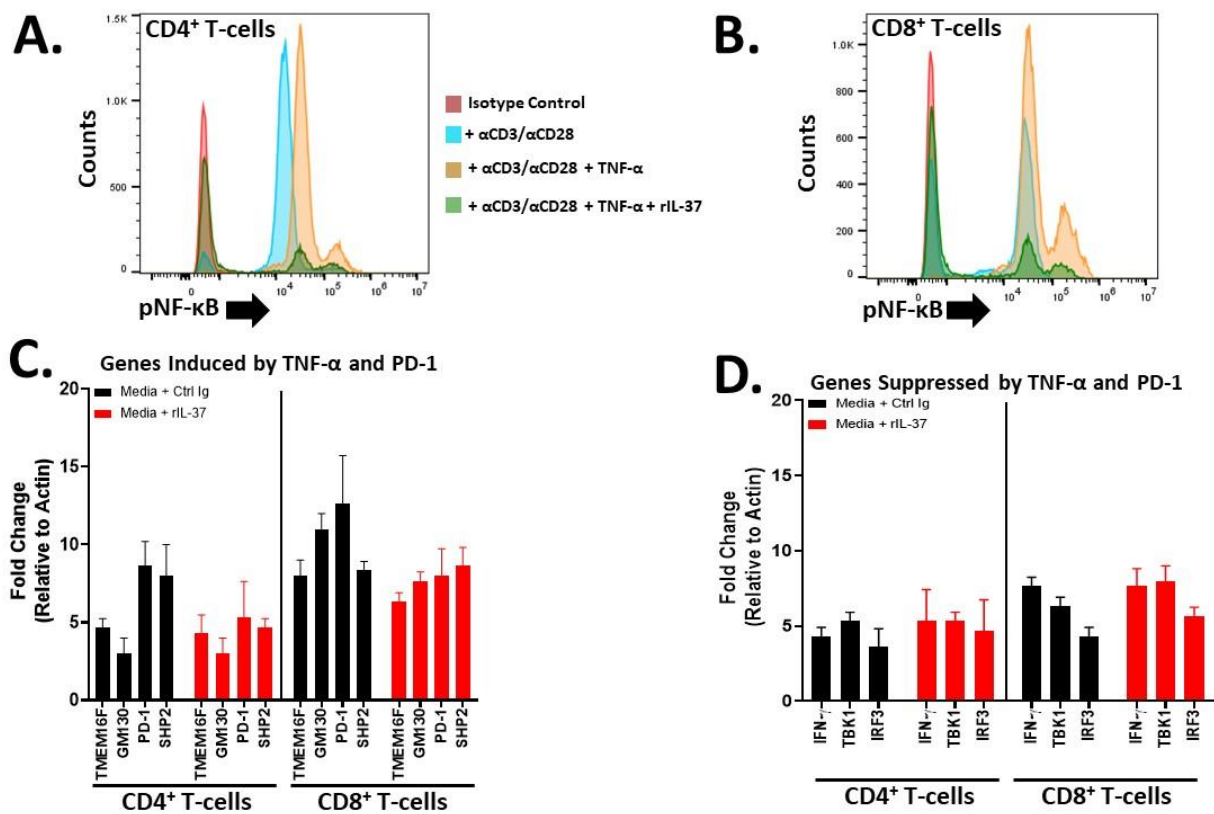 A.
CD4+ T-cells
1.5K
1.0K
500
0
0
10^4
10^5
10^6
10^7
Counts
pNF-κB
Isotype Control
+ αCD3/αCD28
+ αCD3/αCD28 + TNF-α
+ αCD3/αCD28 + TNF-α + rIL-37
B.
CD8+ T-cells
1.0K
800
600
400
200
0
0
10^4
10^5
10^6
10^7
Counts
pNF-κB
C.
Genes Induced by TNF-α and PD-1
Media + Ctrl Ig
Media + rIL-37
20
15
10
5
0
Fold Change
(Relative to Actin)
TMEM16F
GM130
PD-1
SHP2
TMEM16F
GM130
PD-1
SHP2
TMEM16F
GM130
PD-1
SHP2
TMEM16F
GM130
PD-1
SHP2
CD4+ T-cells
CD8+ T-cells
D.
Genes Suppressed by TNF-α and PD-1
Media + Ctrl Ig
Media + rIL-37
20
15
10
5
0
Fold Change
(Relative to Actin)
IFN-γ
TBK1
IRF3
IFN-γ
TBK1
IRF3
IFN-γ
TBK1
IRF3
IFN-γ
TBK1
IRF3
CD4+ T-cells
CD8+ T-cells